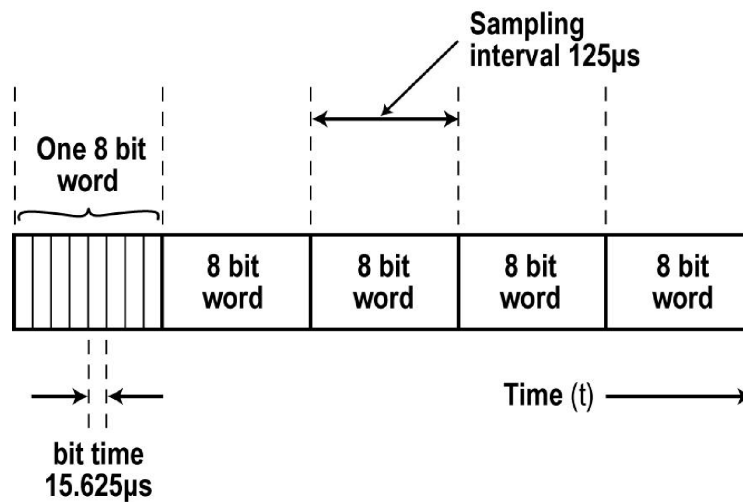 Sampling
interval 125µs
One 8 bit
word
8 bit
word
8 bit
word
8 bit
word
8 bit
word
Time (t)
bit time
15.625µs